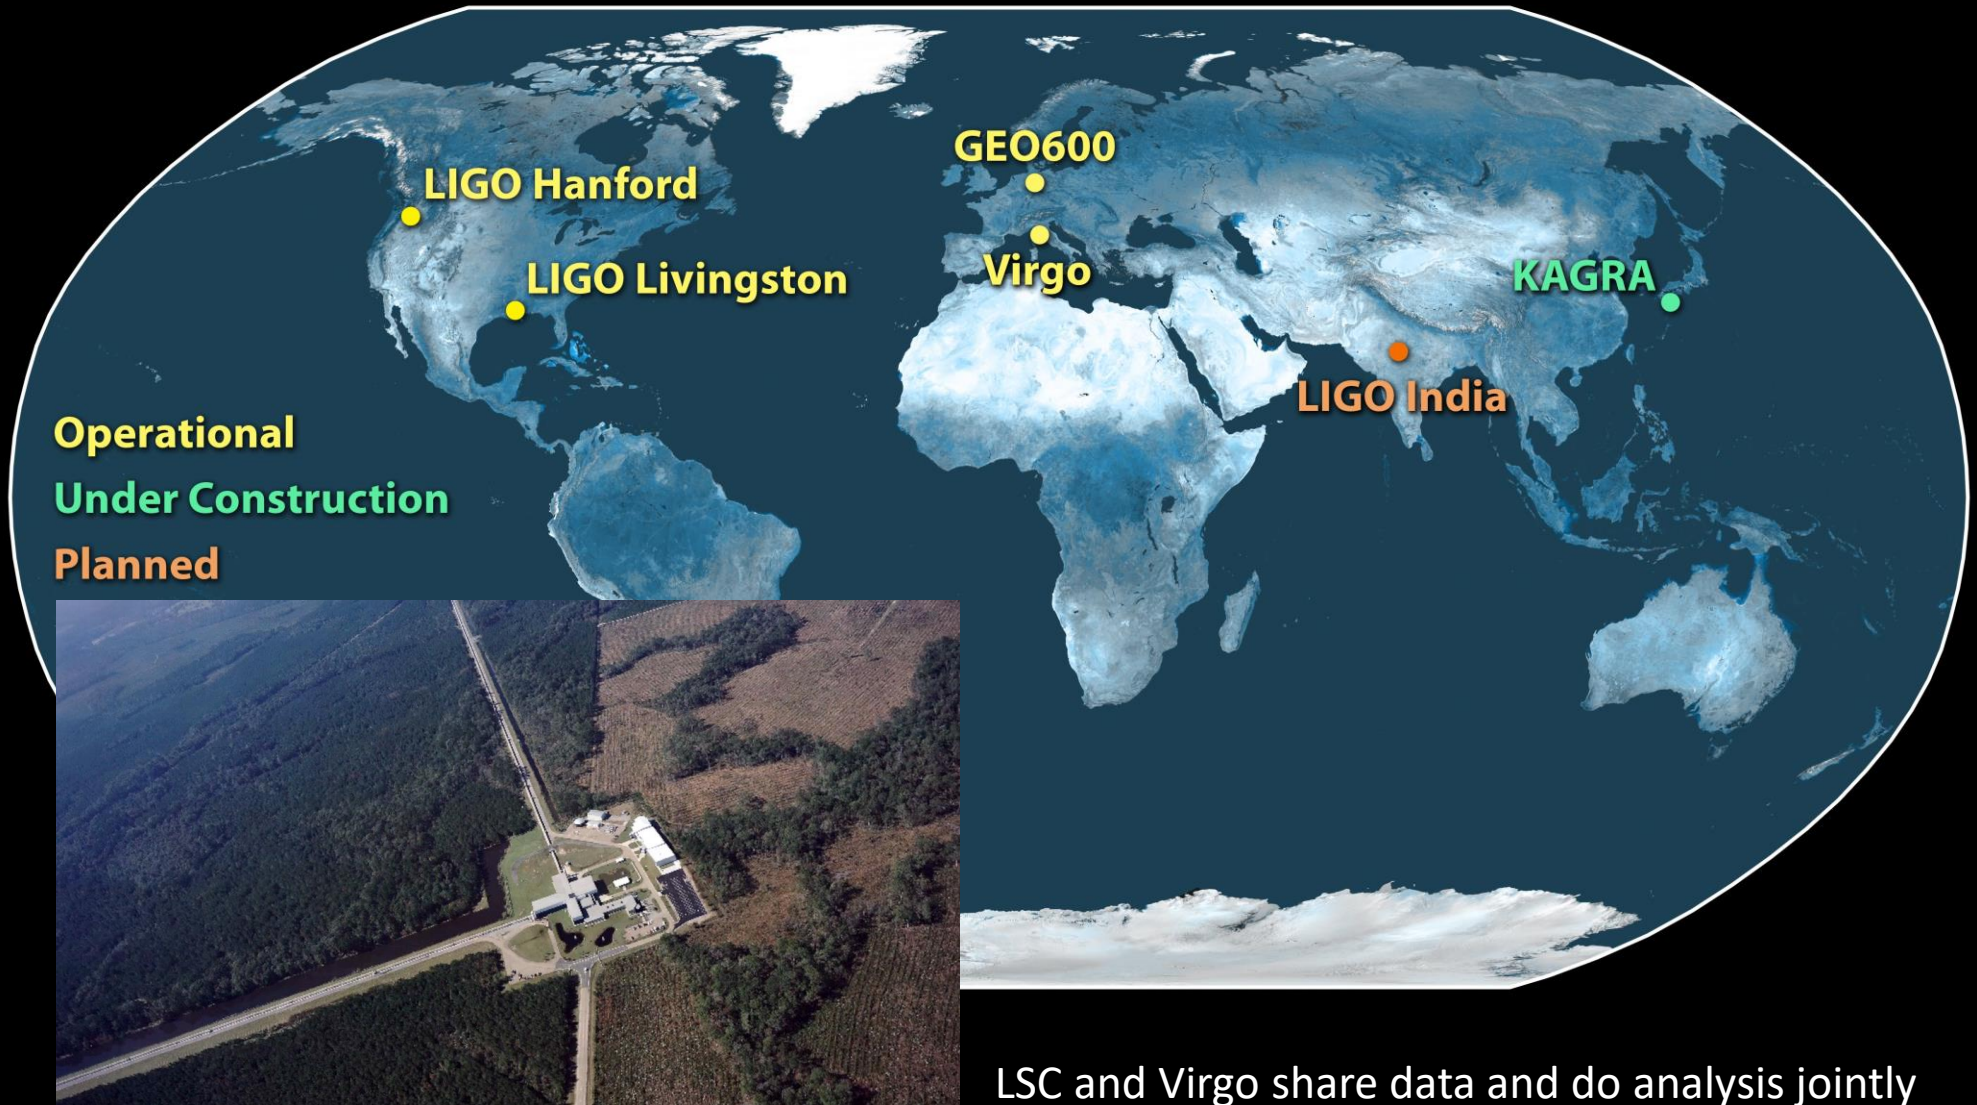 GEO600
LIGO Hanford
Virgo
LIGO Livingston
KAGRA
LIGO India
Operational
Under Construction
Planned
LSC and Virgo share data and do analysis jointly